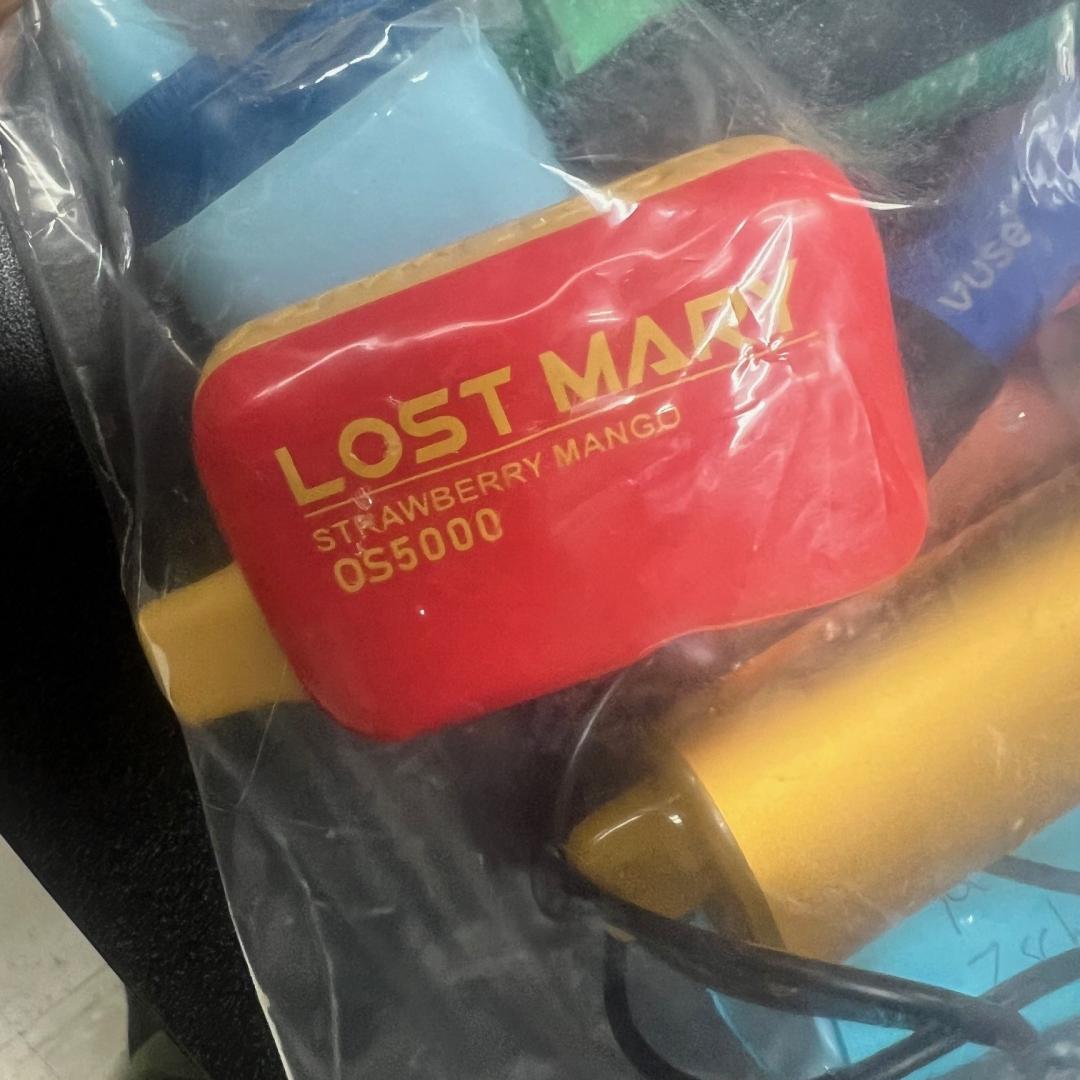 LOST MARY
STRAWBERRY MANGO
OS5000
vuse